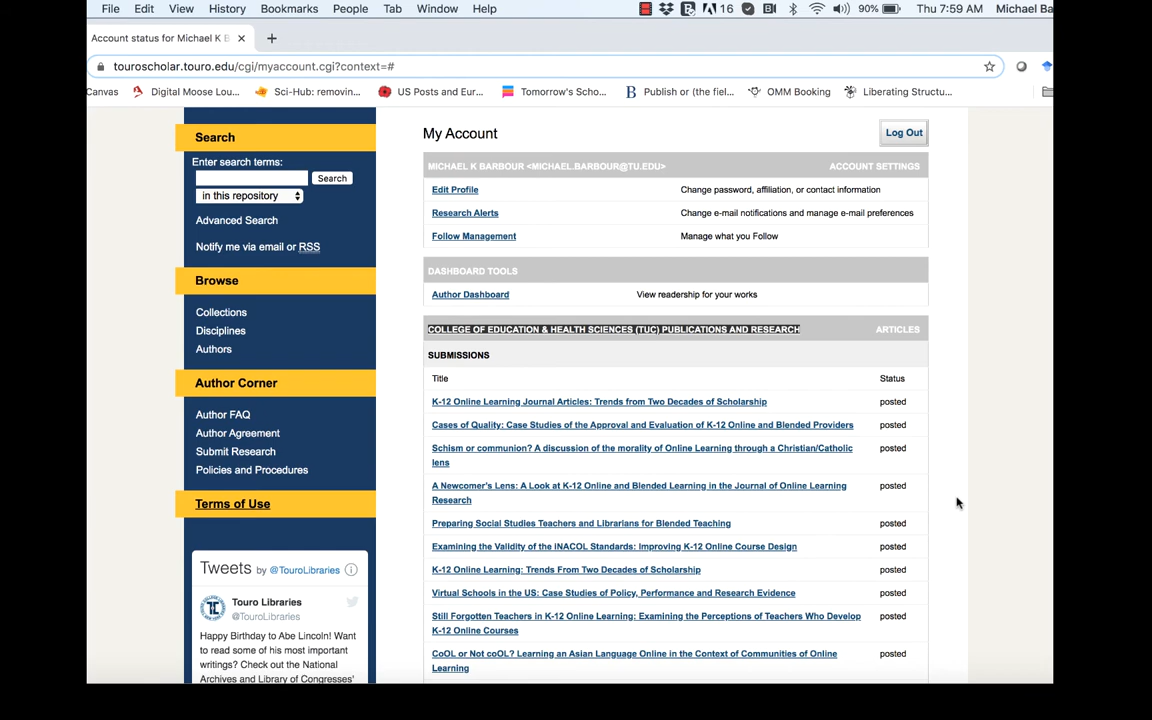 File Edit View History Bookmarks People Tab Window Help 16 90% Thu 7:59 AM Michael Ba
Account status for Michael K B
touroscholar.touro.edu/cgi/myaccount.cgi?context=#
Canvas Digital Moose Lou... Sci-Hub: removin... US Posts and Eur... Tomorrow's Scho... Publish or (the fiel... OMM Booking Liberating Structu...
Search
Enter search terms:
Search
in this repository
Advanced Search
Notify me via email or RSS
Browse
Collections
Disciplines
Authors
Author Corner
Author FAQ
Author Agreement
Submit Research
Policies and Procedures
Terms of Use
Tweets by @TouroLibraries
Touro Libraries
@TouroLibraries
Happy Birthday to Abe Lincoln! Want
to read some of his most important
writings? Check out the National
Archives and Library of Congresses'
My Account
Log Out
MICHAEL K BARBOUR <MICHAEL.BARBOUR@TU.EDU> ACCOUNT SETTINGS
Edit Profile Change password, affiliation, or contact information
Research Alerts Change e-mail notifications and manage e-mail preferences
Follow Management Manage what you Follow
DASHBOARD TOOLS
Author Dashboard View readership for your works
COLLEGE OF EDUCATION & HEALTH SCIENCES (TUC) PUBLICATIONS AND RESEARCH ARTICLES
SUBMISSIONS
Title Status
K-12 Online Learning Journal Articles: Trends from Two Decades of Scholarship posted
Cases of Quality: Case Studies of the Approval and Evaluation of K-12 Online and Blended Providers posted
Schism or communion? A discussion of the morality of Online Learning through a Christian/Catholic posted
lens
A Newcomer's Lens: A Look at K-12 Online and Blended Learning in the Journal of Online Learning posted
Research
Preparing Social Studies Teachers and Librarians for Blended Teaching posted
Examining the Validity of the iNACOL Standards: Improving K-12 Online Course Design posted
K-12 Online Learning: Trends From Two Decades of Scholarship posted
Virtual Schools in the US: Case Studies of Policy, Performance and Research Evidence posted
Still Forgotten Teachers in K-12 Online Learning: Examining the Perceptions of Teachers Who Develop posted
K-12 Online Courses
CoOL or Not coOL? Learning an Asian Language Online in the Context of Communities of Online posted
Learning